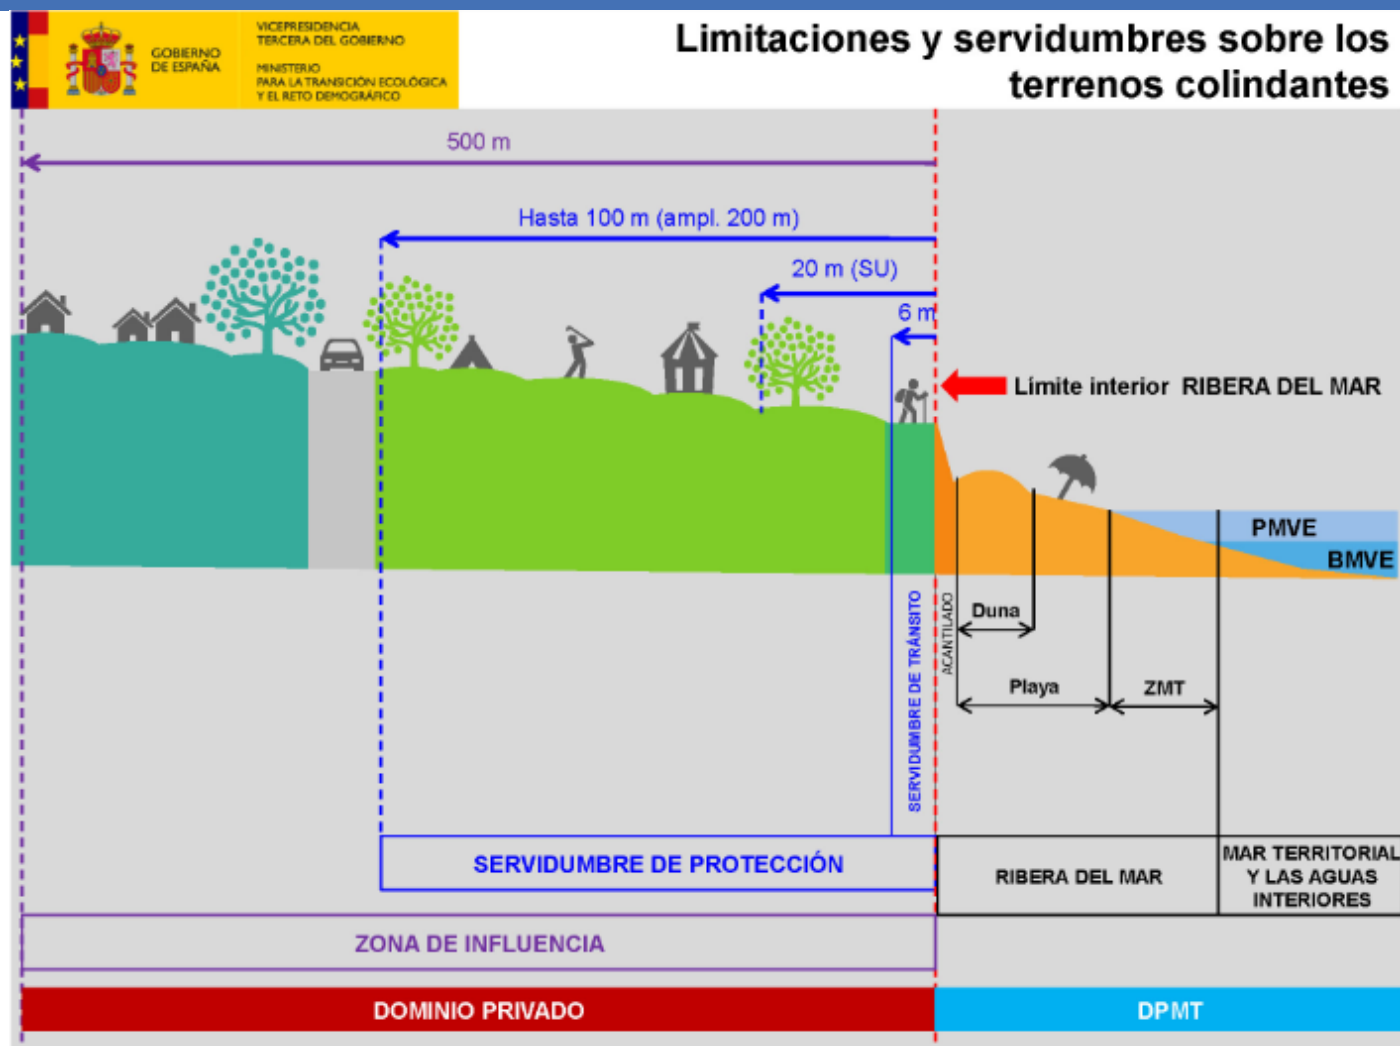 GOBIERNO
DE ESPAÑA
VICEPRESIDENCIA
TERCERA DEL GOBIERNO
MINISTERIO
PARA LA TRANSICIÓN ECOLÓGICA
Y EL RETO DEMOGRÁFICO
Limitaciones y servidumbres sobre los
terrenos colindantes
500 m
Hasta 100 m (ampl. 200 m)
20 m (SU)
6 m
Límite interior RIBERA DEL MAR
PMVE
BMVE
SERVIDUMBRE DE TRÁNSITO
ACANTILADO
Duna
Playa
ZMT
SERVIDUMBRE DE PROTECCIÓN
RIBERA DEL MAR
MAR TERRITORIAL
Y LAS AGUAS
INTERIORES
ZONA DE INFLUENCIA
DOMINIO PRIVADO
DPMT